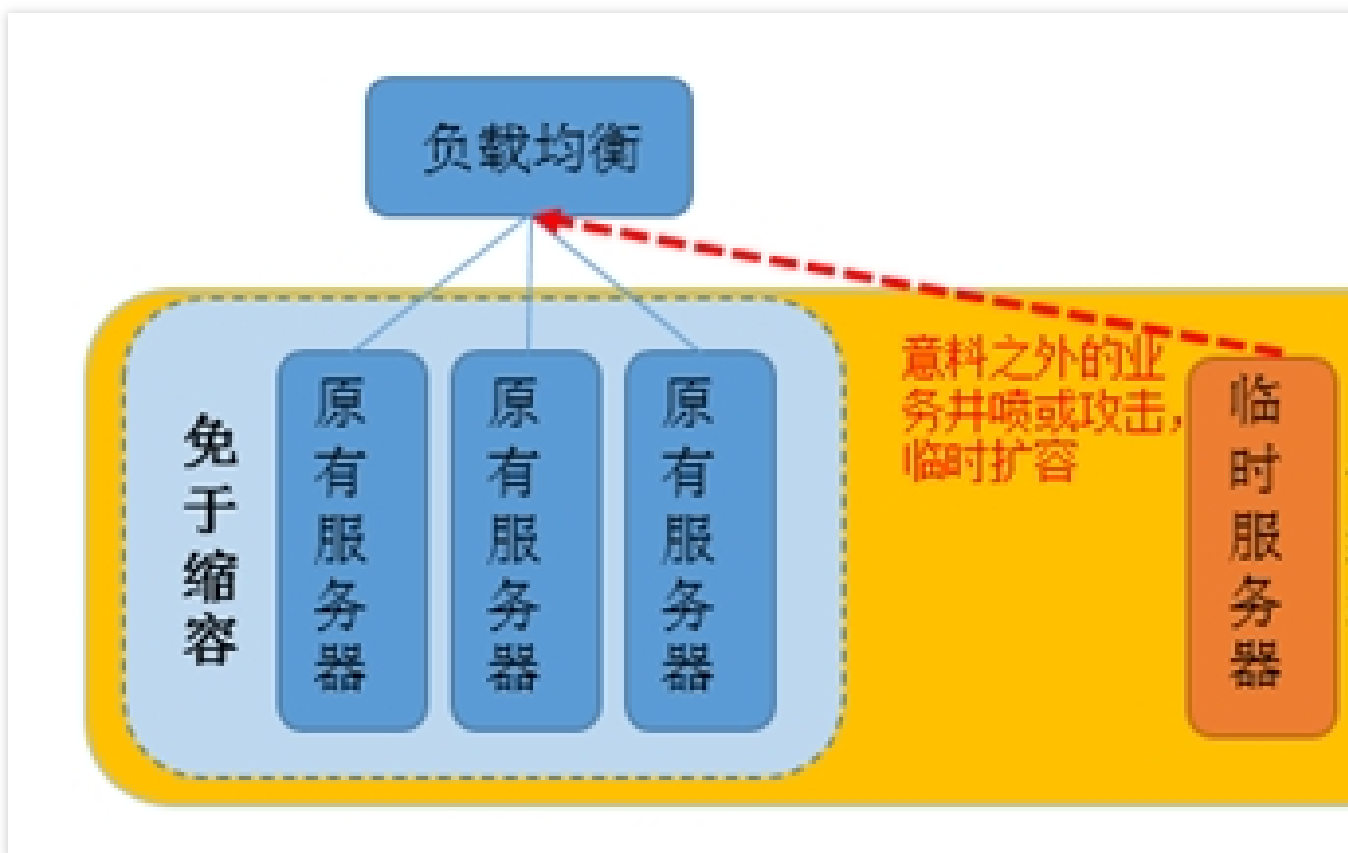 负载均衡
免于缩容
原有服务器
原有服务器
原有服务器
意料之外的业
务井喷或攻击，
临时扩容
临时服务器